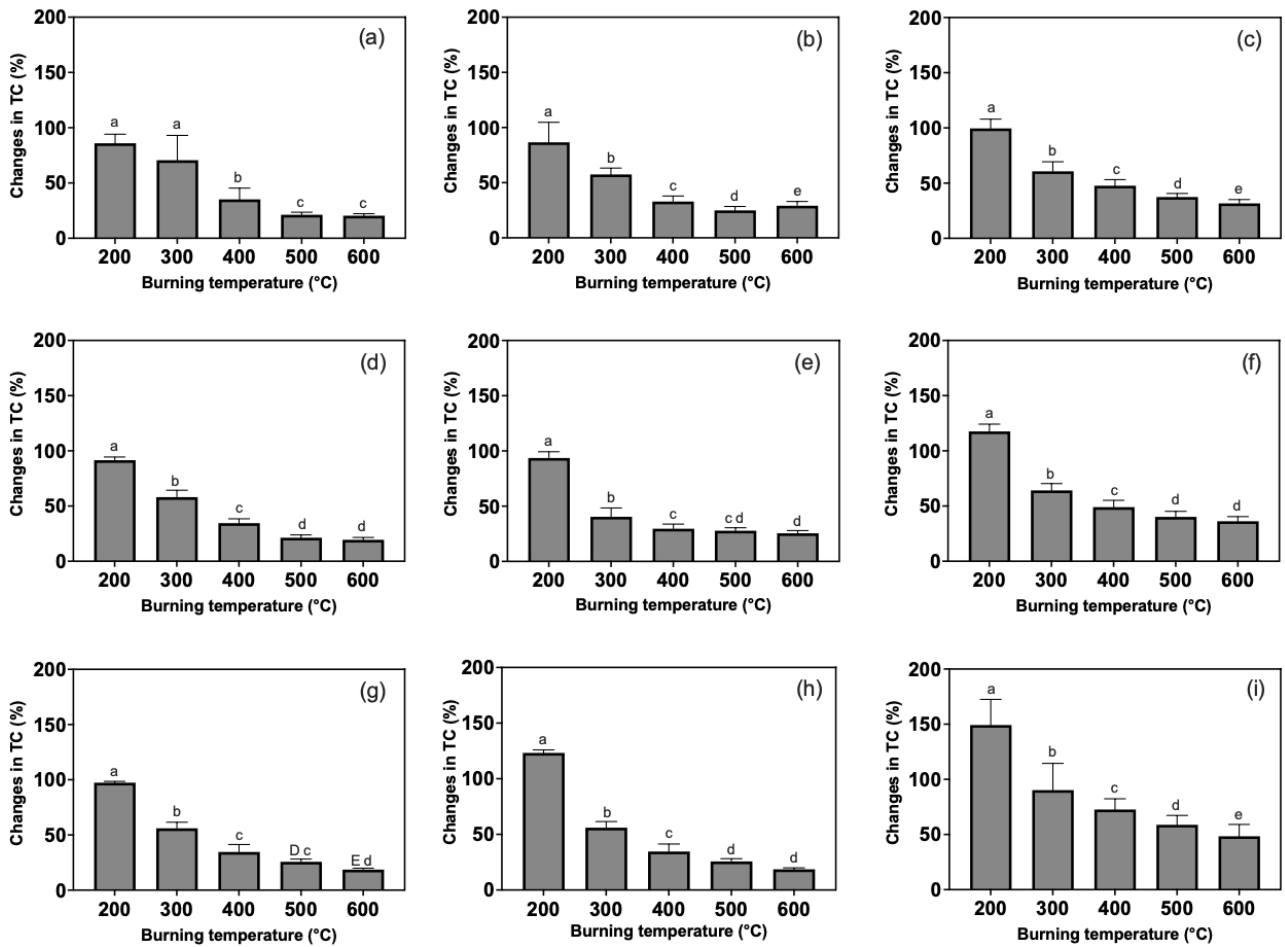 200 (a)
a a
b
c c
150
100
50
0
Changes in TC (%)
200 300 400 500 600
Burning temperature (°C)
200 (b)
a
b
c d e
150
100
50
0
Changes in TC (%)
200 300 400 500 600
Burning temperature (°C)
200 (c)
a
b
c
d e
150
100
50
0
Changes in TC (%)
200 300 400 500 600
Burning temperature (°C)
200 (d)
a
b
c
d d
150
100
50
0
Changes in TC (%)
200 300 400 500 600
Burning temperature (°C)
200 (e)
a
b
c c d d
150
100
50
0
Changes in TC (%)
200 300 400 500 600
Burning temperature (°C)
200 (f)
a
b
c
d d
150
100
50
0
Changes in TC (%)
200 300 400 500 600
Burning temperature (°C)
200 (g)
a
b
c
D c E d
150
100
50
0
Changes in TC (%)
200 300 400 500 600
Burning temperature (°C)
200 (h)
a
b
c
d d
150
100
50
0
Changes in TC (%)
200 300 400 500 600
Burning temperature (°C)
200 (i)
a
b
c
d
e
150
100
50
0
Changes in TC (%)
200 300 400 500 600
Burning temperature (°C)